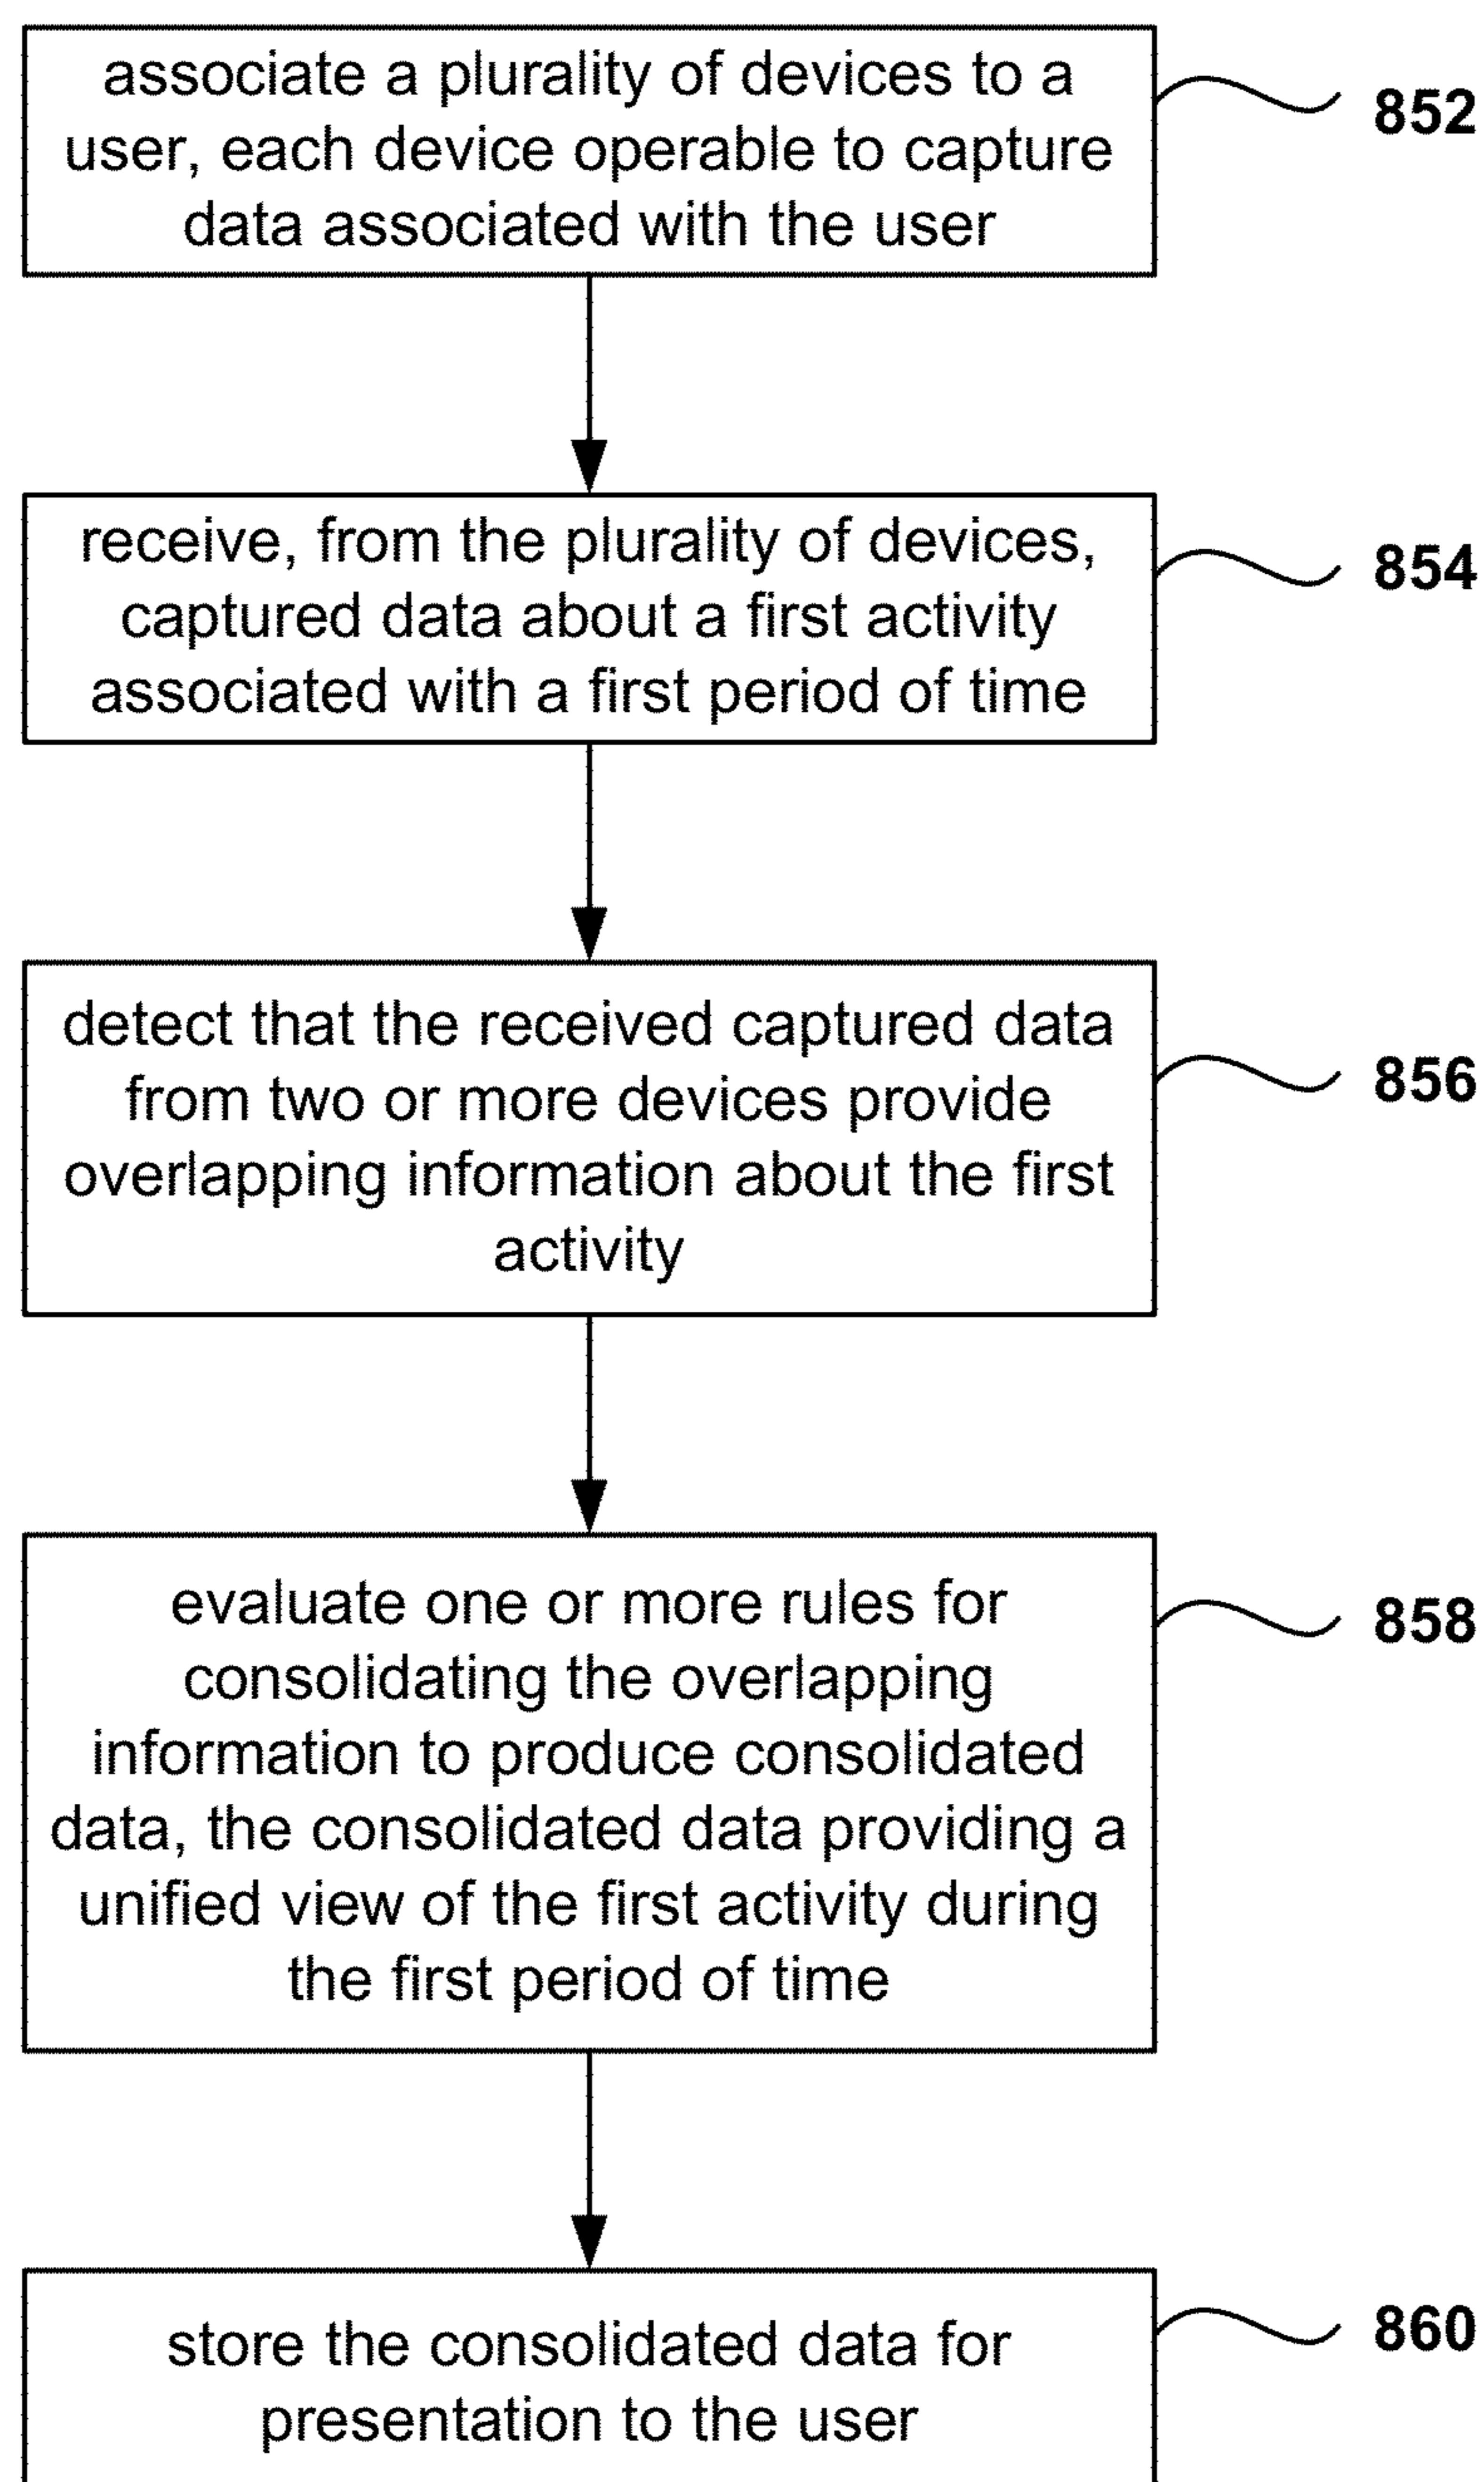 associate a plurality of devices to a
user, each device operable to capture
data associated with the user
852
receive, from the plurality of devices,
captured data about a first activity
associated with a first period of time
854
detect that the received captured data
from two or more devices provide
overlapping information about the first
activity
856
evaluate one or more rules for
consolidating the overlapping
information to produce consolidated
data, the consolidated data providing a
unified view of the first activity during
the first period of time
858
store the consolidated data for
presentation to the user
860